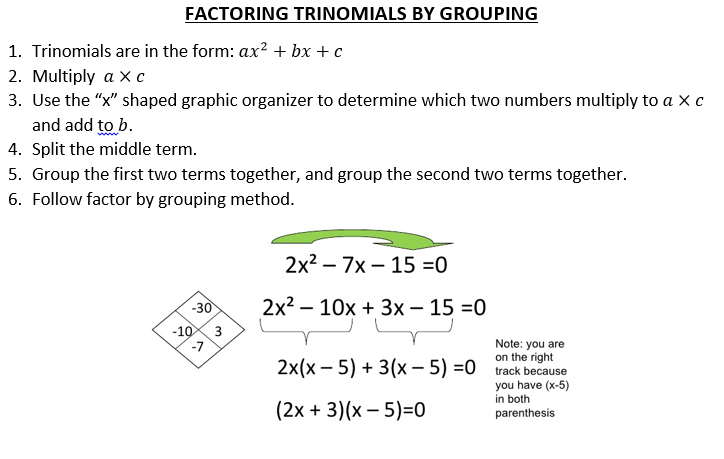 FACTORING TRINOMIALS BY GROUPING
1. Trinomials are in the form: 𝑎𝑥² + 𝑏𝑥 + 𝑐
2. Multiply 𝑎 × 𝑐
3. Use the “x” shaped graphic organizer to determine which two numbers multiply to 𝑎 × 𝑐
and add to 𝑏.
4. Split the middle term.
5. Group the first two terms together, and group the second two terms together.
6. Follow factor by grouping method.
2x² – 7x – 15 =0
2x² – 10x + 3x – 15 =0
-30
-10 3
-7
2x(x – 5) + 3(x – 5) =0
(2x + 3)(x – 5)=0
Note: you are
on the right
track because
you have (x-5)
in both
parenthesis